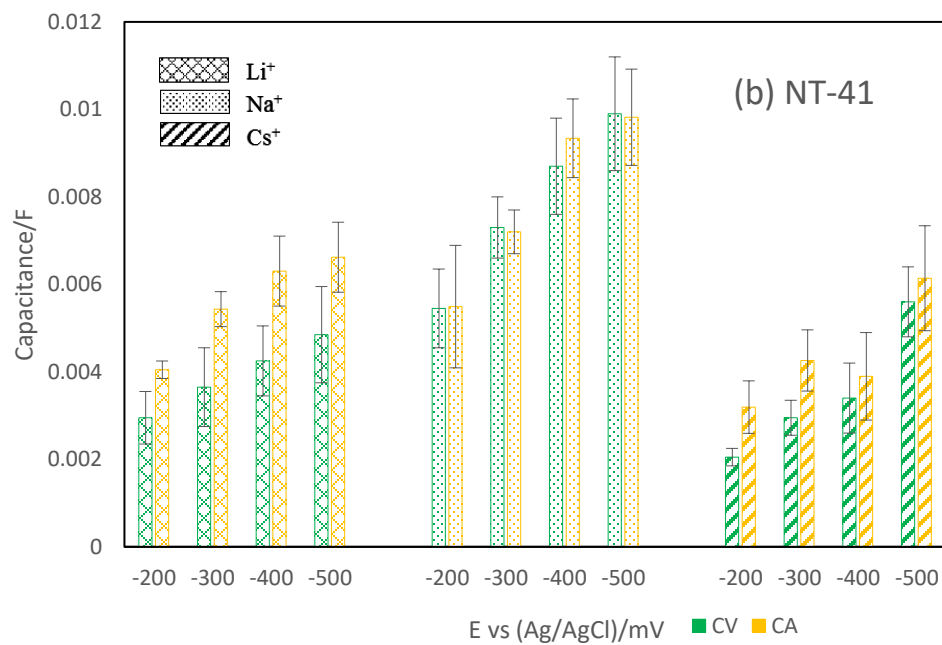 0.012
0.01
0.008
0.006
0.004
0.002
0
Capacitance/F
Li⁺
Na⁺
Cs⁺
(b) NT-41
-200 -300 -400 -500 -200 -300 -400 -500 -200 -300 -400 -500
E vs (Ag/AgCl)/mV
CV CA